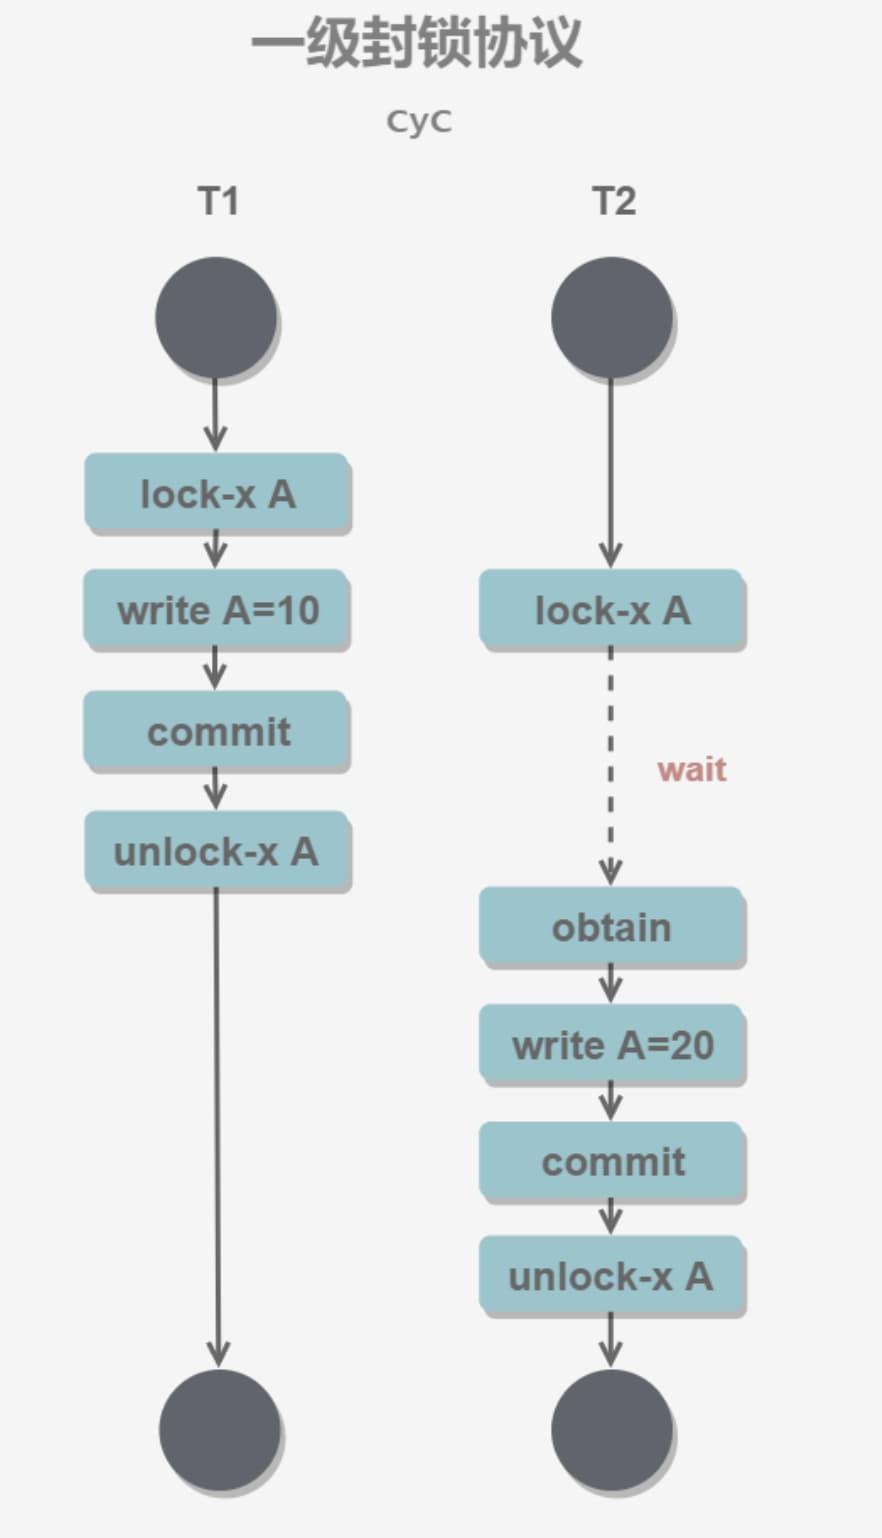 一级封锁协议
CyC
T1
T2
lock-x A
write A=10
lock-x A
commit
wait
unlock-x A
obtain
write A=20
commit
unlock-x A